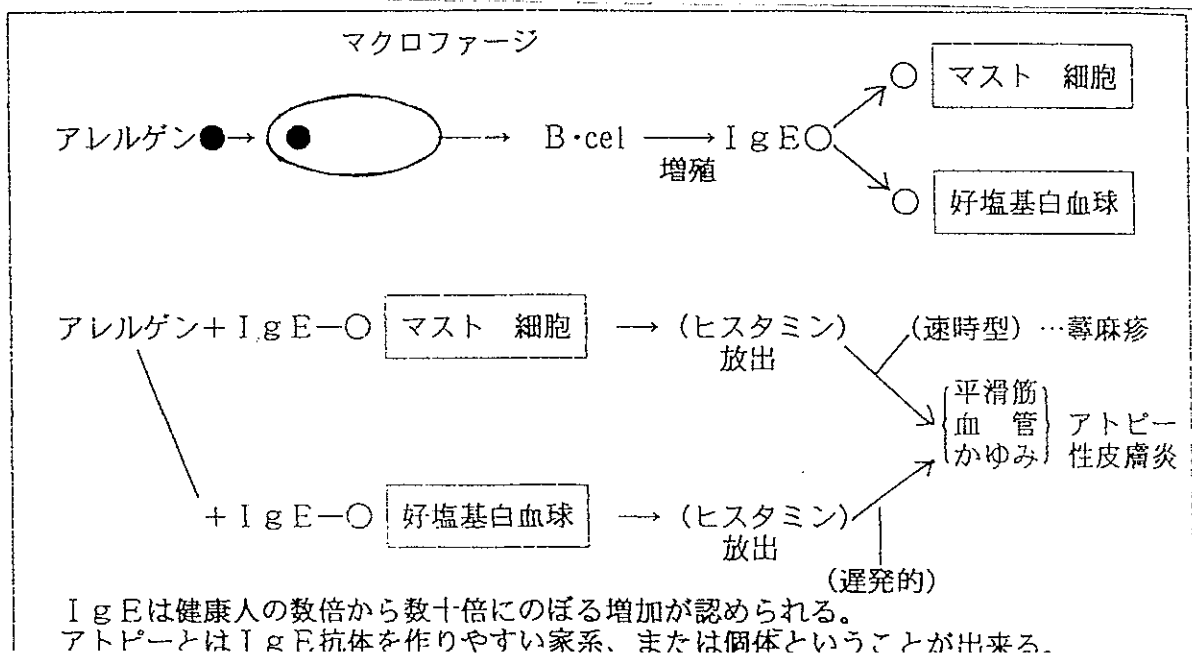 マクロファージ
マスト 細胞
アレルゲン●→ ● → B・cel → IgE○
増殖
好塩基白血球
アレルゲン+IgE−○ マスト 細胞 → (ヒスタミン) (速時型)…蕁麻疹
放出
平滑筋
血 管 アトピー
かゆみ 性皮膚炎
+IgE−○ 好塩基白血球 → (ヒスタミン)
放出
(遅発的)
IgEは健康人の数倍から数十倍にのぼる増加が認められる。
アトピーとはIgE抗体を作りやすい家系、または個体ということが出来る。